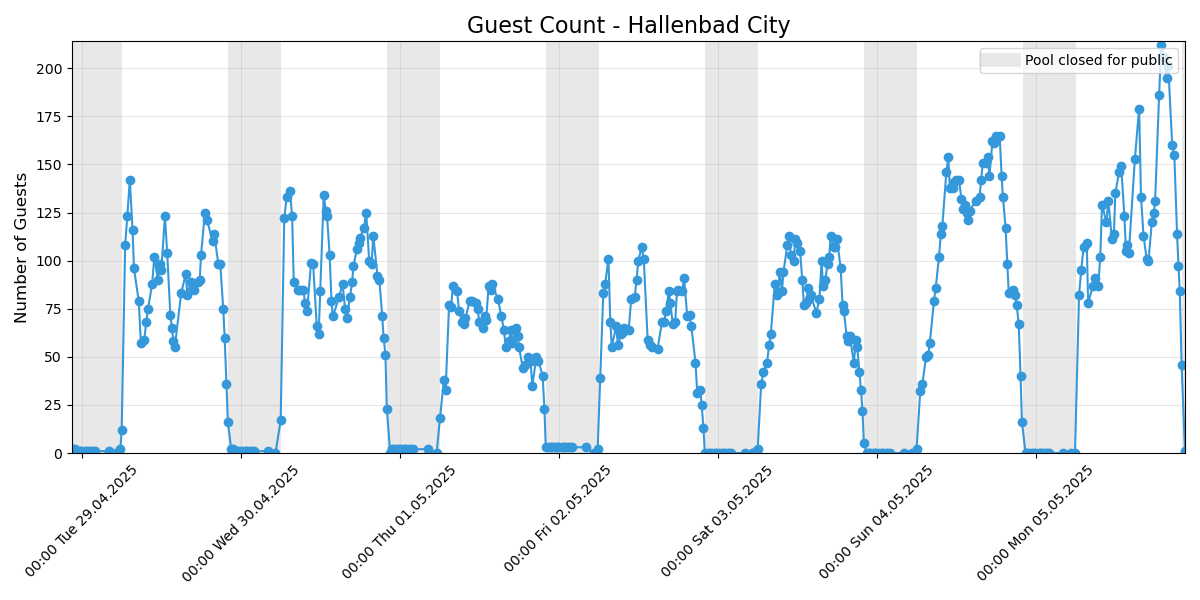 Guest Count - Hallenbad City
Pool closed for public
Number of Guests
200
175
150
125
100
75
50
25
0
00:00 Tue 29.04.2025
00:00 Wed 30.04.2025
00:00 Thu 01.05.2025
00:00 Fri 02.05.2025
00:00 Sat 03.05.2025
00:00 Sun 04.05.2025
00:00 Mon 05.05.2025